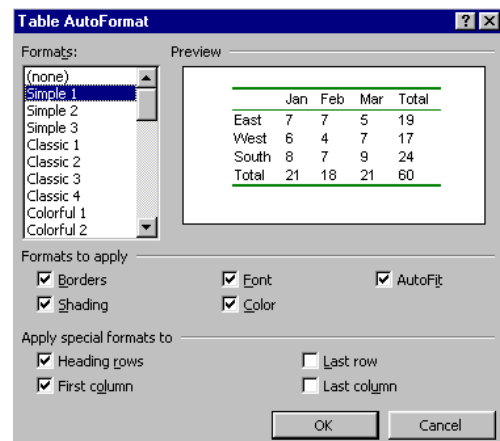 Table AutoFormat
Formats:
(none)
Simple 1
Simple 2
Simple 3
Classic 1
Classic 2
Classic 3
Classic 4
Colorful 1
Colorful 2
Preview
Jan Feb Mar Total
East 7 7 5 19
West 6 4 7 17
South 8 7 9 24
Total 21 18 21 60
Formats to apply
Borders
Font
AutoFit
Shading
Color
Apply special formats to
Heading rows
Last row
First column
Last column
OK
Cancel